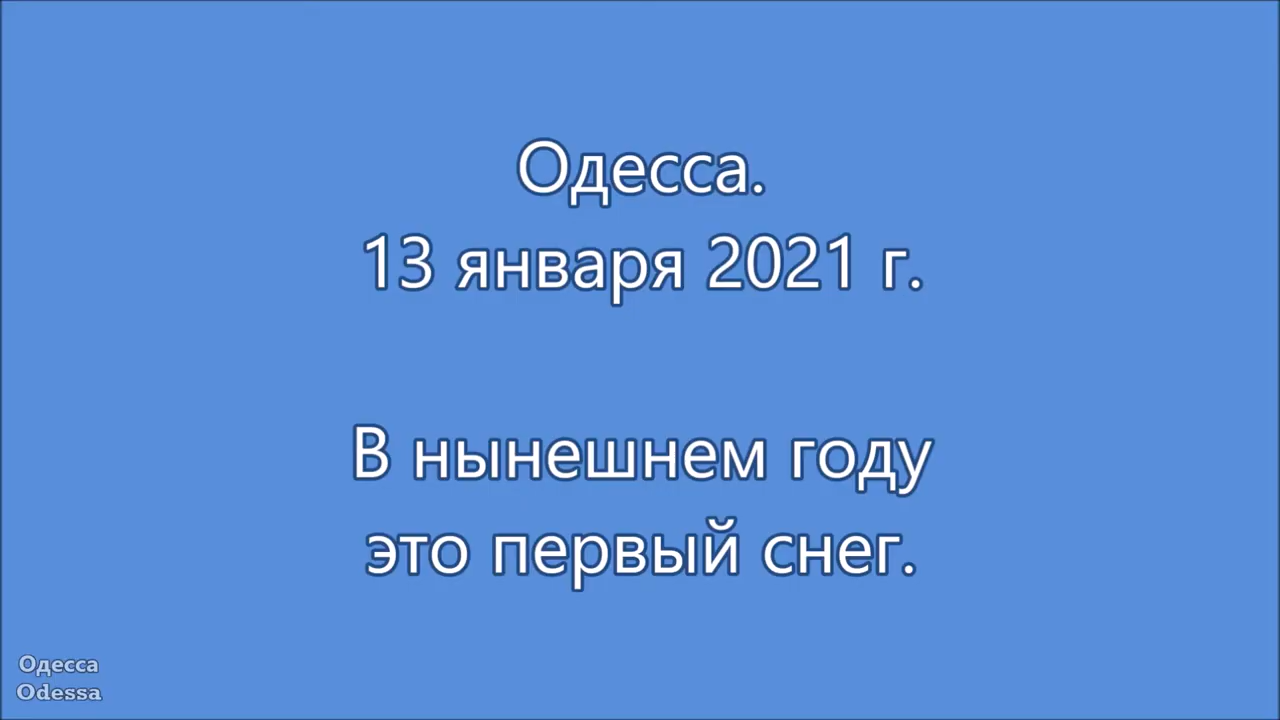 Одесса.
13 января 2021 г.
В нынешнем году
это первый снег.
Одесса
Odessa